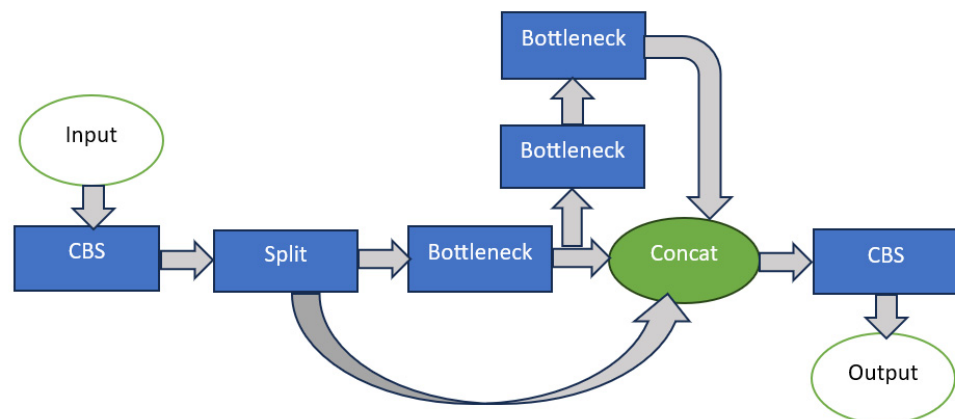 Bottleneck
Input
Bottleneck
CBS
Split
Bottleneck
Concat
CBS
Output